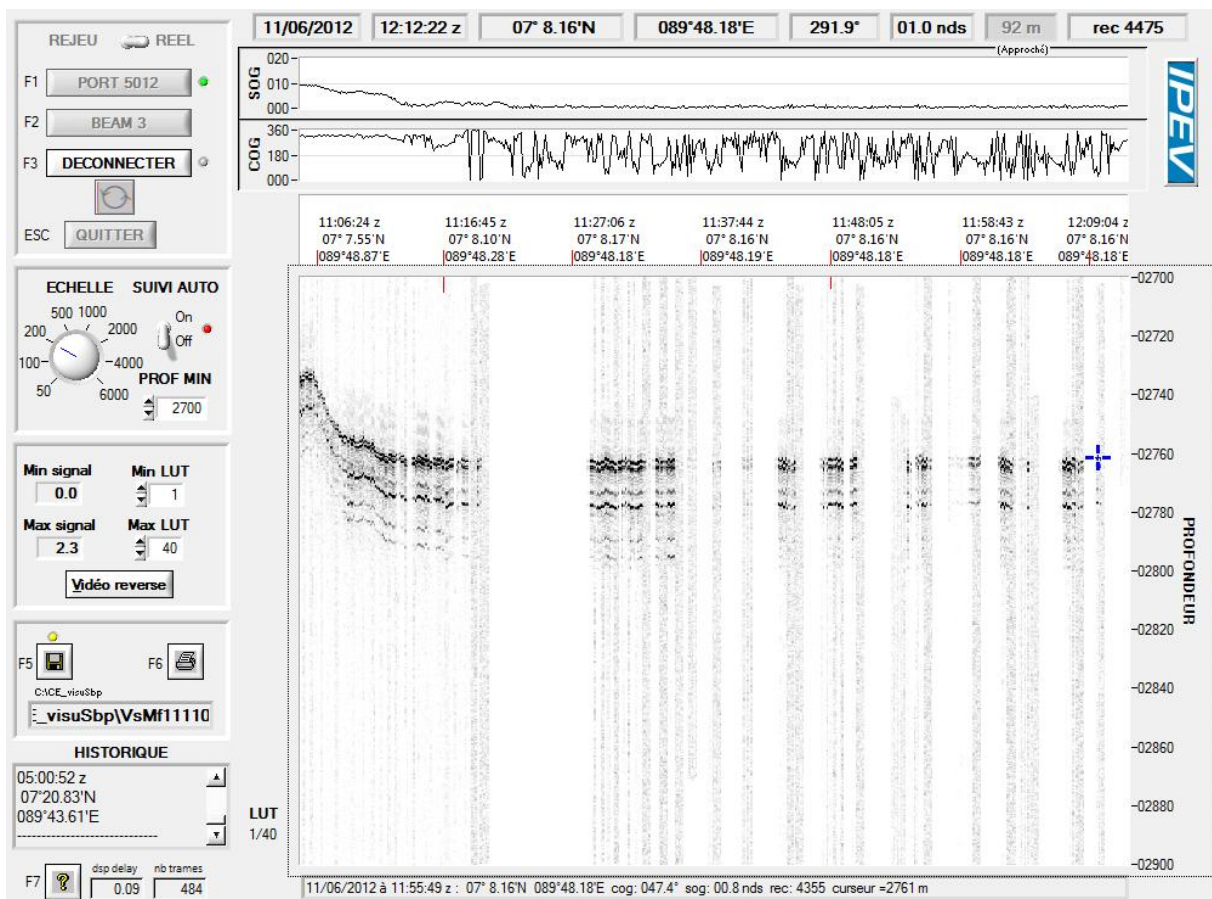 11/06/2012 12:12:22 z 07° 8.16'N 089°48.18'E 291.9° 01.0 nds 92 m rec 4475
(Approché)
REJEU REEL
F1 PORT 5012
F2 BEAM 3
F3 DECONNECTER
ESC QUITTER
ECHELLE SUIVI AUTO
50 100 200 500 1000 2000 4000 6000
On
Off
PROF MIN
2700
Min signal Min LUT
0.0 1
Max signal Max LUT
2.3 40
Vidéo reverse
F5 F6
C:\CE_visuSbp
E_visuSbp\VsMf11110
HISTORIQUE
05:00:52 z
07°20.83'N
089°43.61'E
------------------------------
F7 ? dsp delay nb trames
0.09 484
SOG
020
010
000
COG
360
180
000
IPEV
11:06:24 z 11:16:45 z 11:27:06 z 11:37:44 z 11:48:05 z 11:58:43 z 12:09:04 z
07° 7.55'N 07° 8.10'N 07° 8.17'N 07° 8.16'N 07° 8.16'N 07° 8.16'N 07° 8.16'N
089°48.87'E 089°48.28'E 089°48.18'E 089°48.19'E 089°48.18'E 089°48.18'E 089°48.18'E
-02700
-02720
-02740
-02760
-02780
-02800
-02820
-02840
-02860
-02880
-02900
PROFONDEUR
LUT
1/40
11/06/2012 à 11:55:49 z : 07° 8.16'N 089°48.18'E cog: 047.4° sog: 00.8 nds rec: 4355 curseur =2761 m